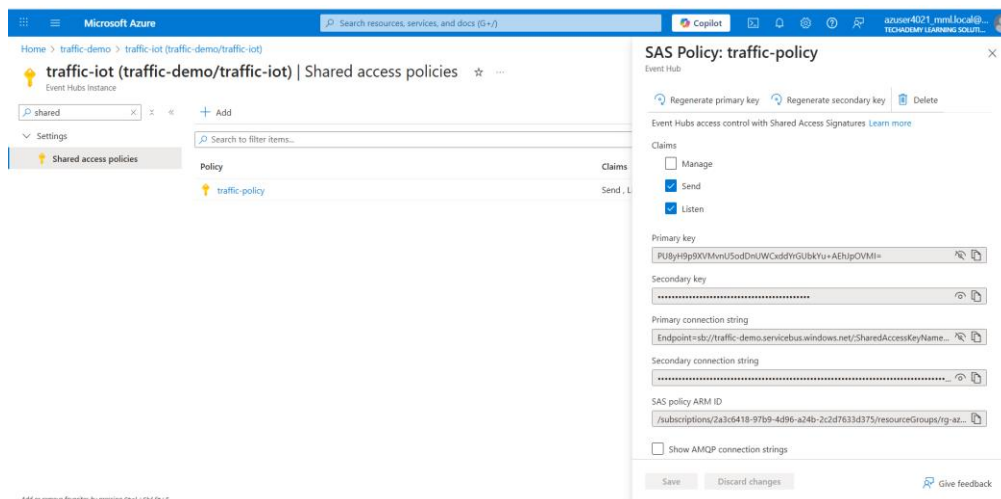 Microsoft Azure
Search resources, services, and docs (G+/)
Copilot
azuser4021_mml.local@...
TECHADEMY LEARNING SOLUTI...
Home > traffic-demo > traffic-iot (traffic-demo/traffic-iot)
traffic-iot (traffic-demo/traffic-iot) | Shared access policies
Event Hubs Instance
shared
Settings
Shared access policies
+ Add
Search to filter items...
Policy Claims
traffic-policy Send , L
SAS Policy: traffic-policy
Event Hub
Regenerate primary key Regenerate secondary key Delete
Event Hubs access control with Shared Access Signatures Learn more
Claims
Manage
Send
Listen
Primary key
PU8yH9p9XVMvnU5odDnUWCxddYrGUbkYu+AEhJpOVMI=
Secondary key
Primary connection string
Endpoint=sb://traffic-demo.servicebus.windows.net/;SharedAccessKeyName...
Secondary connection string
SAS policy ARM ID
/subscriptions/2a3c6418-97b9-4d96-a24b-2c2d7633d375/resourceGroups/rg-az...
Show AMQP connection strings
Save Discard changes Give feedback